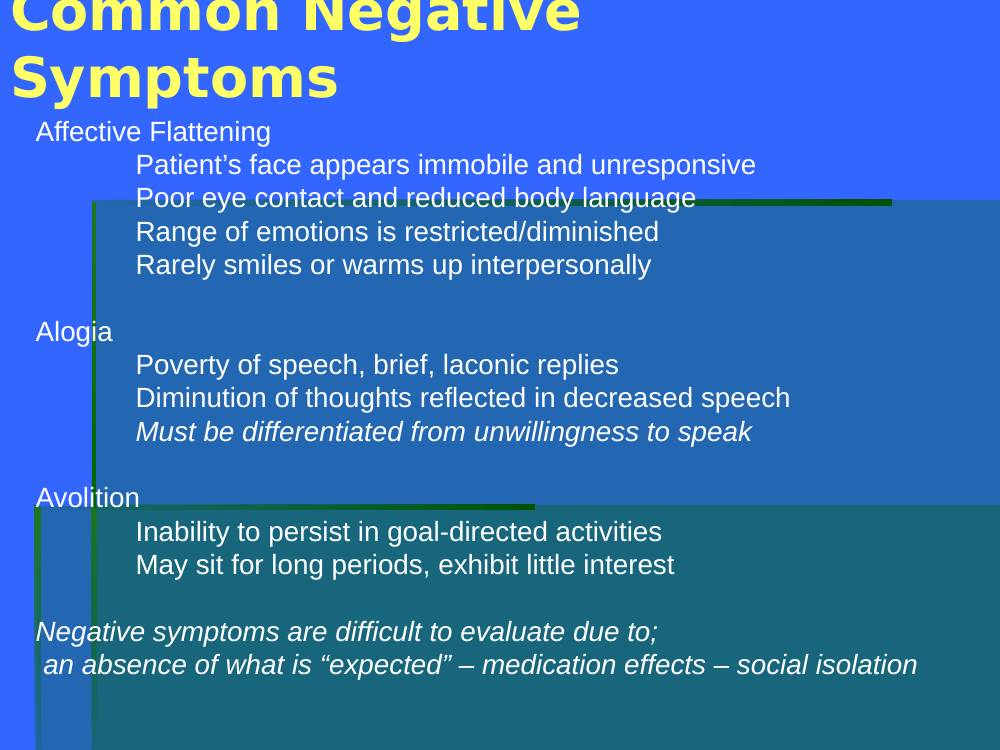 Common Negative
Symptoms
Affective Flattening
Patient’s face appears immobile and unresponsive
Poor eye contact and reduced body language
Range of emotions is restricted/diminished
Rarely smiles or warms up interpersonally
Alogia
Poverty of speech, brief, laconic replies
Diminution of thoughts reflected in decreased speech
Must be differentiated from unwillingness to speak
Avolition
Inability to persist in goal-directed activities
May sit for long periods, exhibit little interest
Negative symptoms are difficult to evaluate due to;
an absence of what is “expected” – medication effects – social isolation